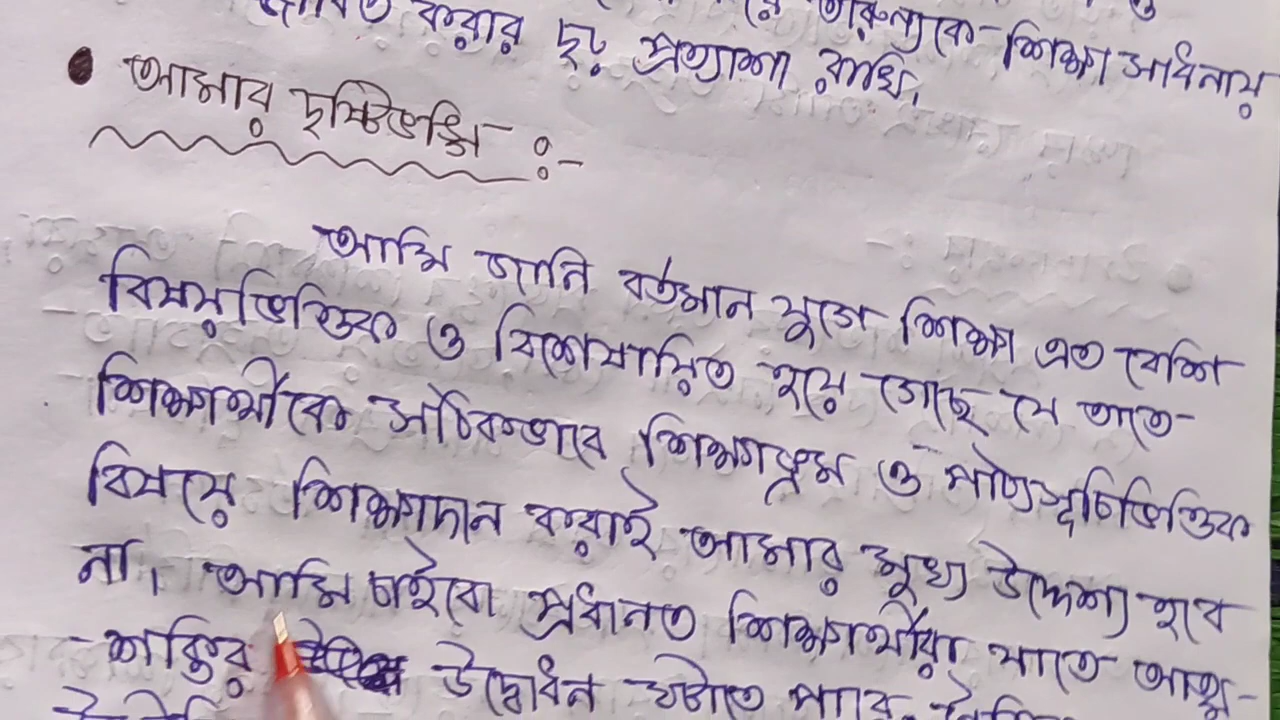 তারুণ্যকে শিক্ষা সাধনায়
করার দৃঢ় প্রত্যাশা রাখি।
● আমার দৃষ্টিভঙ্গি :-
আমি জানি বর্তমান যুগে শিক্ষা এত বেশি
বিষয়ভিত্তিক ও বিশেষায়িত হয়ে গেছে যে তাতে
শিক্ষার্থীকে সঠিকভাবে শিক্ষাক্রম ও পাঠ্যসূচিভিত্তিক
বিষয়ে শিক্ষাদান করাই আমার মুখ্য উদ্দেশ্য হবে
না। আমি চাইবো প্রধানত শিক্ষার্থীরা যাতে আত্ম-
শক্তির উদ্বোধন ঘটাতে পারে,